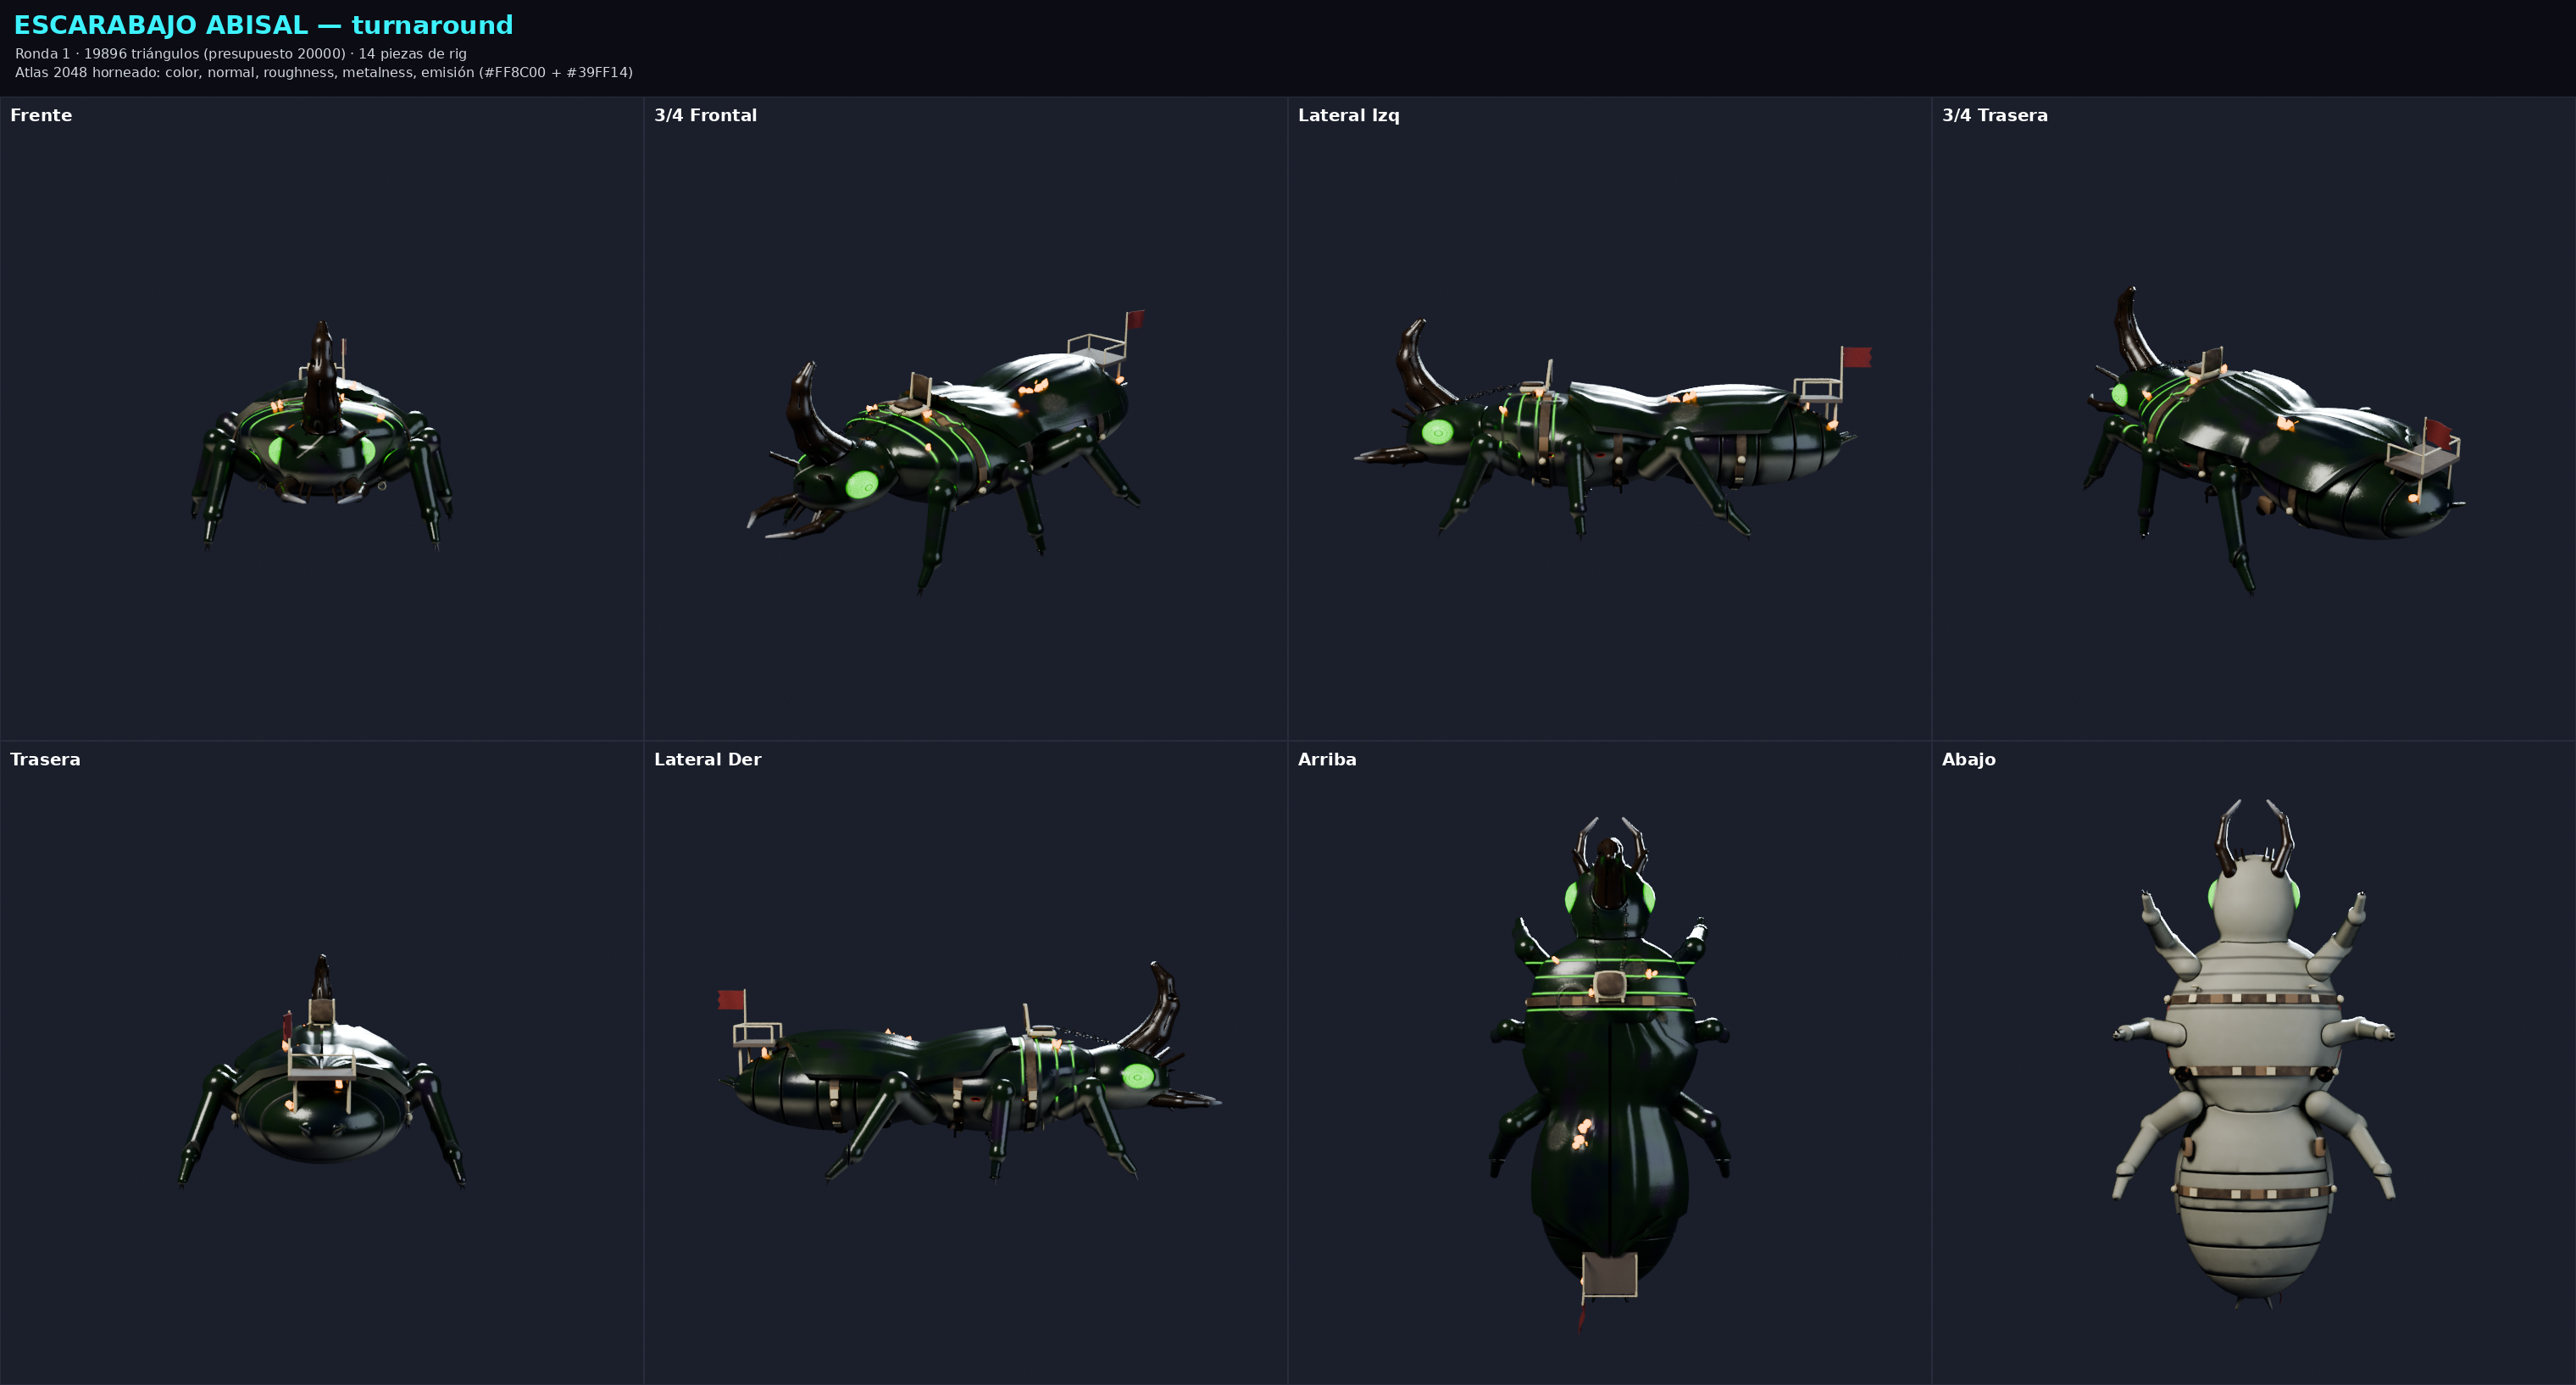 ESCARABAJO ABISAL — turnaround
Ronda 1 · 19896 triángulos (presupuesto 20000) · 14 piezas de rig
Atlas 2048 horneado: color, normal, roughness, metalness, emisión (#FF8C00 + #39FF14)
Frente
3/4 Frontal
Lateral Izq
3/4 Trasera
Trasera
Lateral Der
Arriba
Abajo